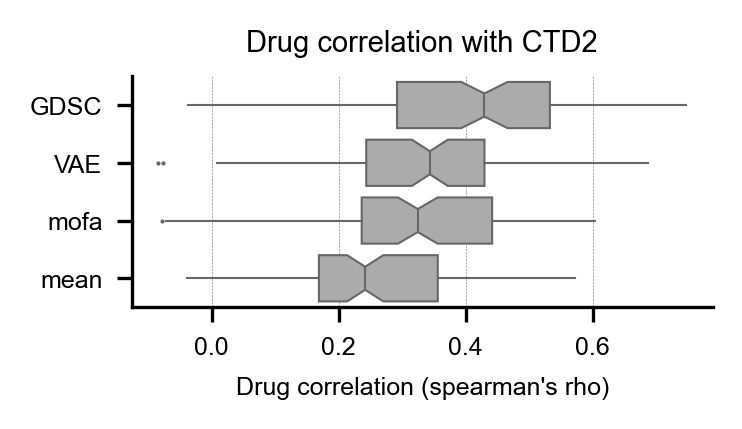 Drug correlation with CTD2
GDSC
VAE
mofa
mean
0.0 0.2 0.4 0.6
Drug correlation (spearman's rho)